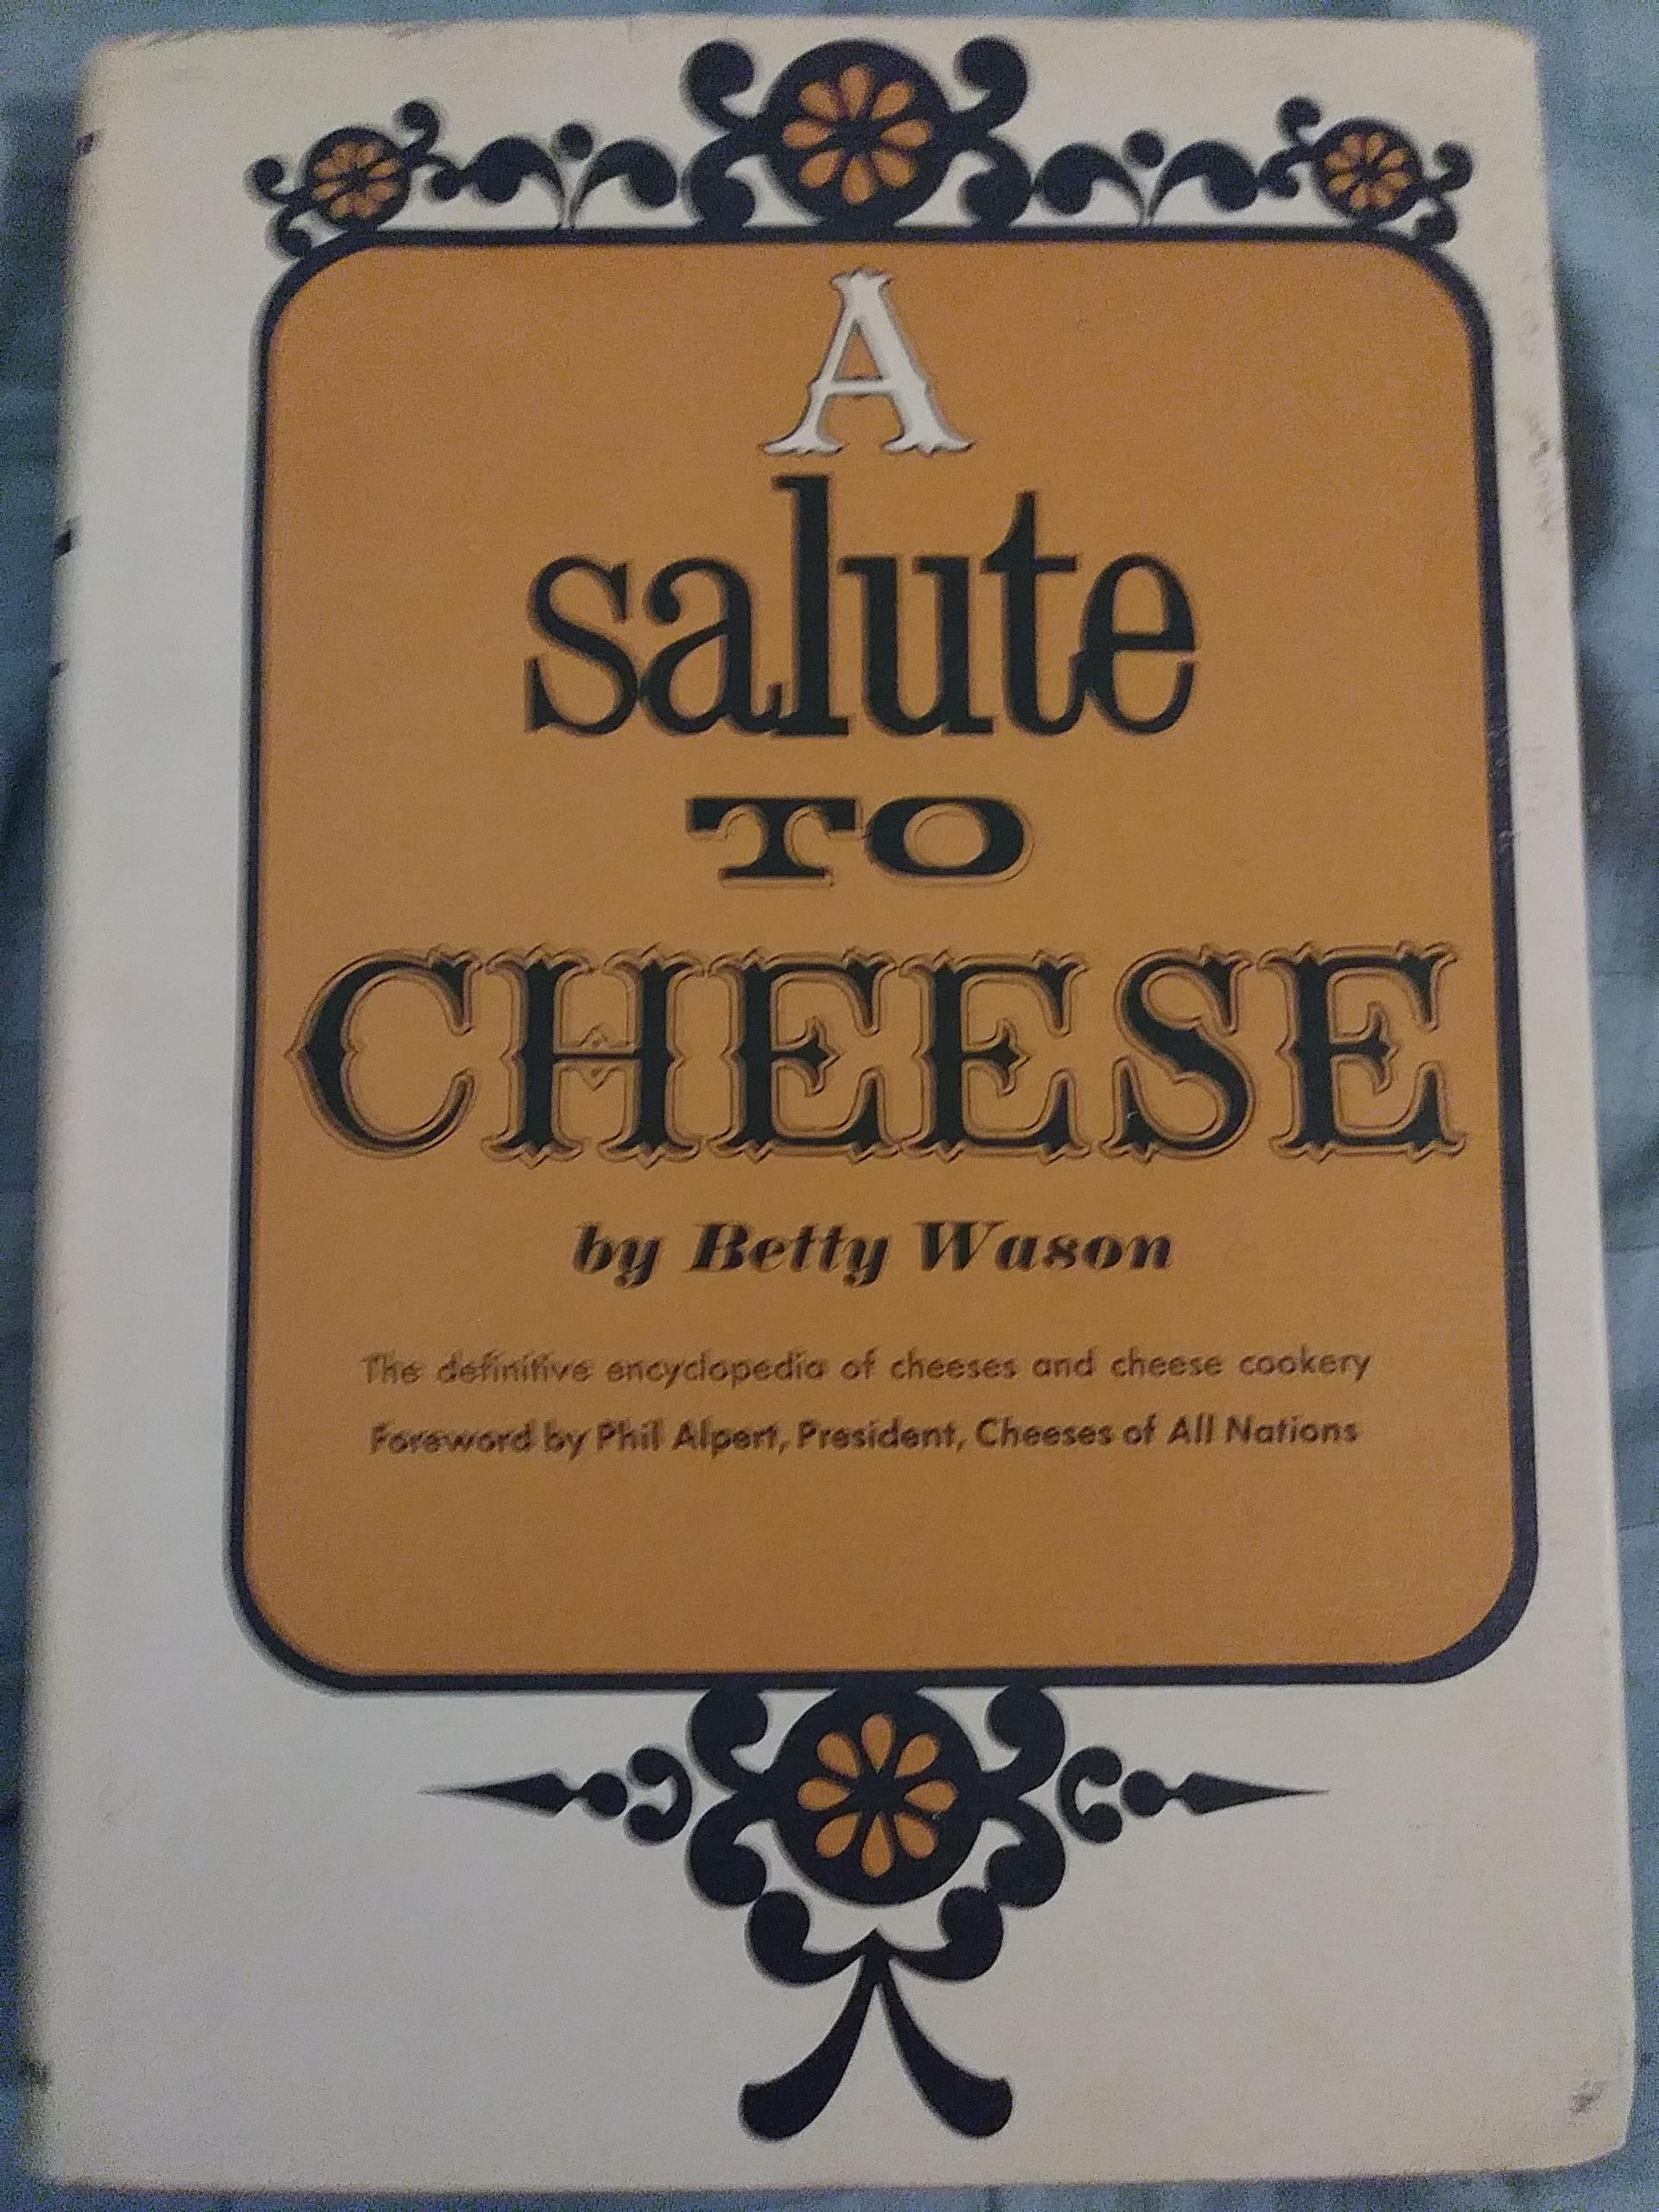 A
salute
TO
CHEESE
by Betty Wason
The definitive encyclopedia of cheeses and cheese cookery
Foreword by Phil Alpert, President, Cheeses of All Nations